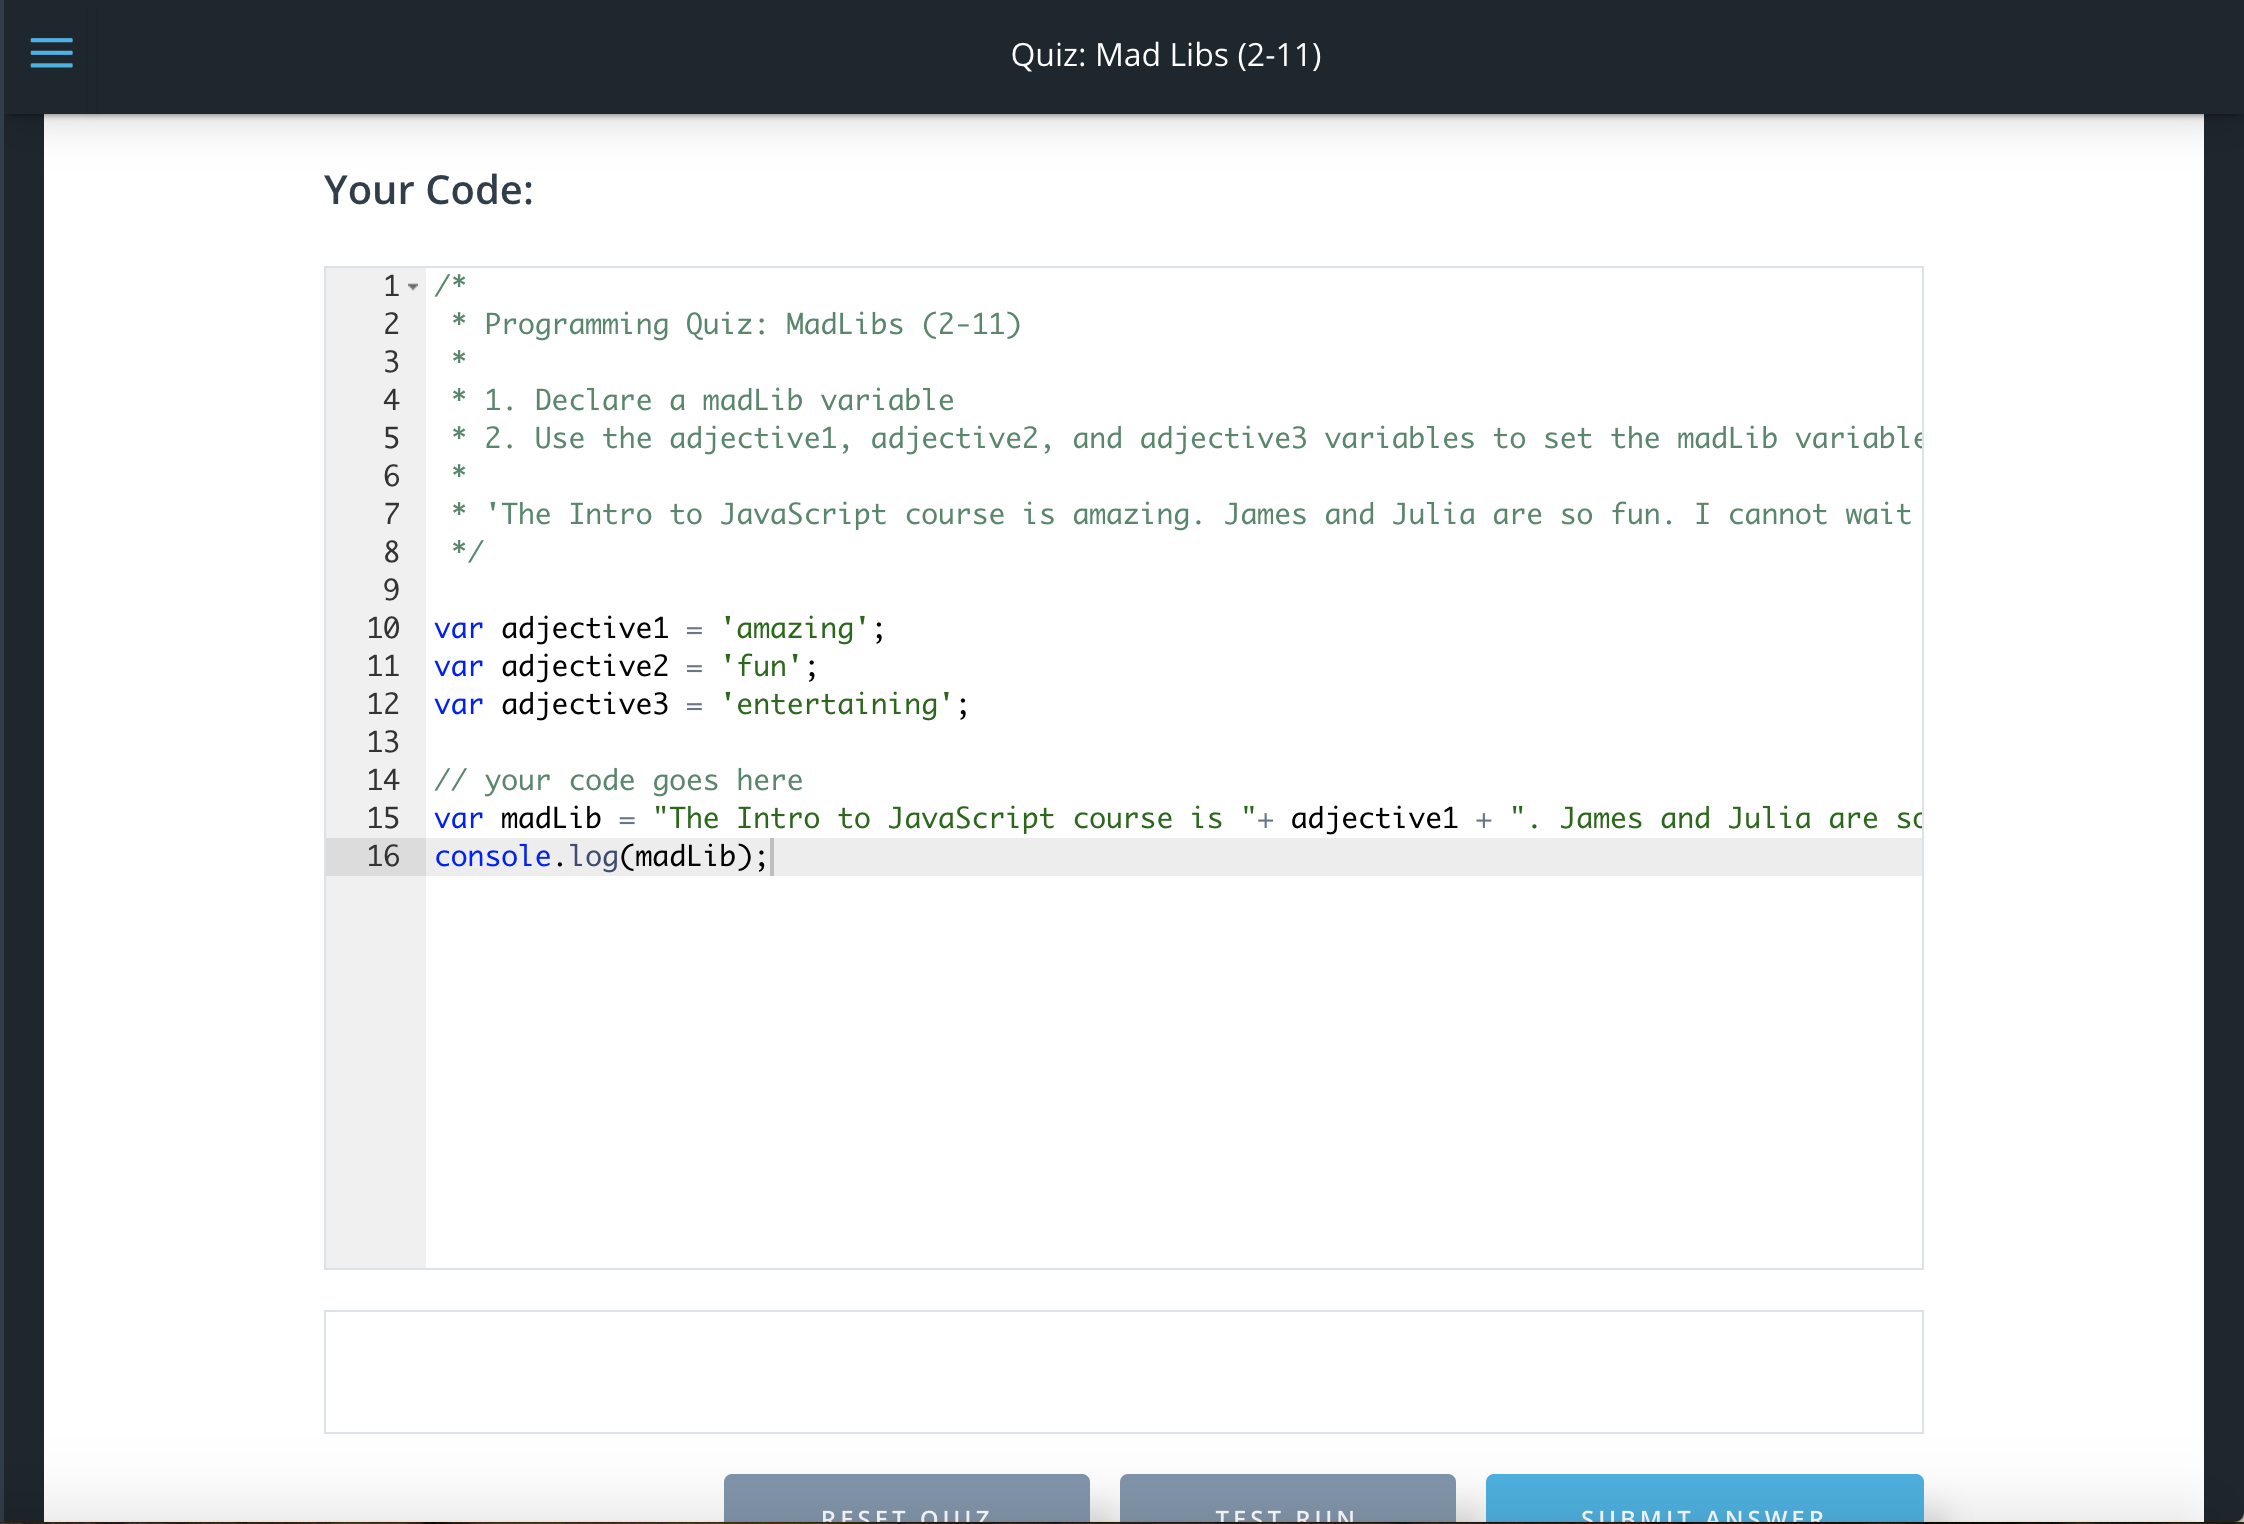 Quiz: Mad Libs (2-11)
Your Code:
1 /*
2 * Programming Quiz: MadLibs (2-11)
3 *
4 * 1. Declare a madLib variable
5 * 2. Use the adjective1, adjective2, and adjective3 variables to set the madLib variable
6 *
7 * 'The Intro to JavaScript course is amazing. James and Julia are so fun. I cannot wait
8 */
9
10 var adjective1 = 'amazing';
11 var adjective2 = 'fun';
12 var adjective3 = 'entertaining';
13
14 // your code goes here
15 var madLib = "The Intro to JavaScript course is "+ adjective1 + ". James and Julia are so
16 console.log(madLib);
RESET QUIZ
TEST RUN
SUBMIT ANSWER